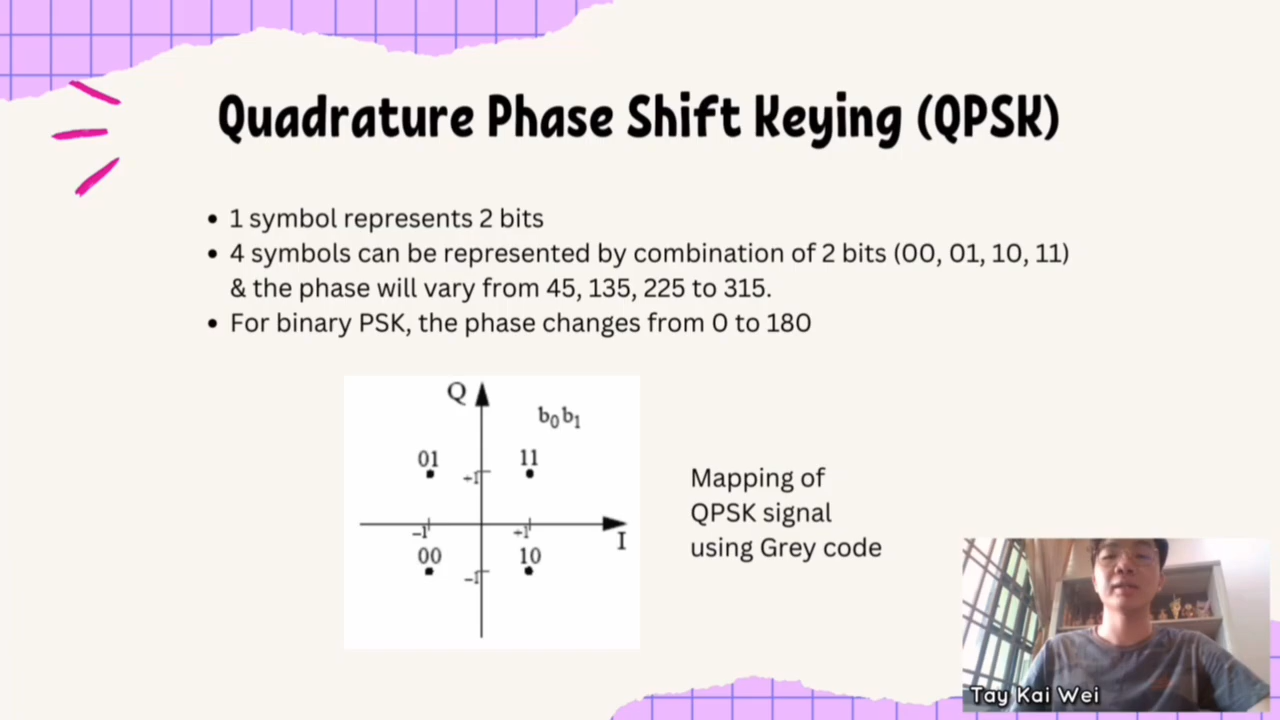 Quadrature Phase Shift Keying (QPSK)
• 1 symbol represents 2 bits
• 4 symbols can be represented by combination of 2 bits (00, 01, 10, 11)
& the phase will vary from 45, 135, 225 to 315.
• For binary PSK, the phase changes from 0 to 180
Q
b0b1
01 11
+1
-1 +1
I
00 10
-1
Mapping of
QPSK signal
using Grey code
Tay Kai Wei